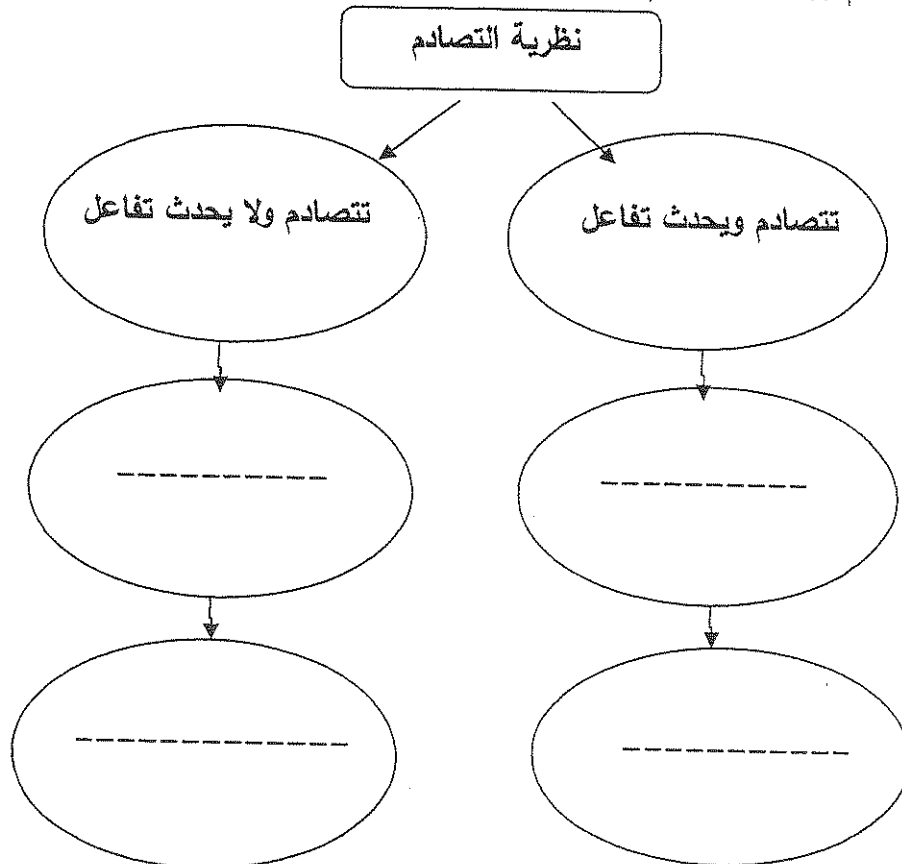 نظرية التصادم
تتصادم ويحدث تفاعل
تتصادم ولا يحدث تفاعل
----------
-----------
-----------
-------------